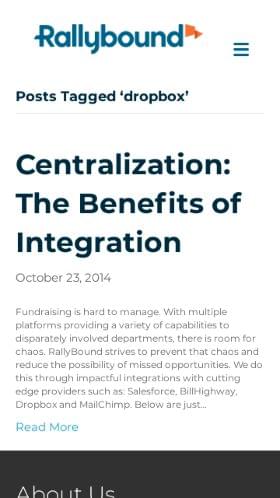 Rallybound
Posts Tagged ‘dropbox’
Centralization:
The Benefits of
Integration
October 23, 2014
Fundraising is hard to manage. With multiple
platforms providing a variety of capabilities to
disparately involved departments, there is room for
chaos. RallyBound strives to prevent that chaos and
reduce the possibility of missed opportunities. We do
this through impactful integrations with cutting
edge providers such as: Salesforce, BillHighway,
Dropbox and MailChimp. Below are just...
Read More
About Us